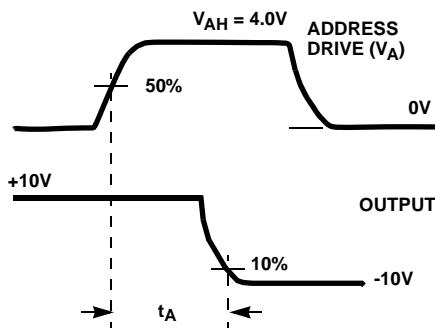 V_AH = 4.0V
ADDRESS
DRIVE (V_A)
50%
0V
+10V
OUTPUT
10%
-10V
t_A